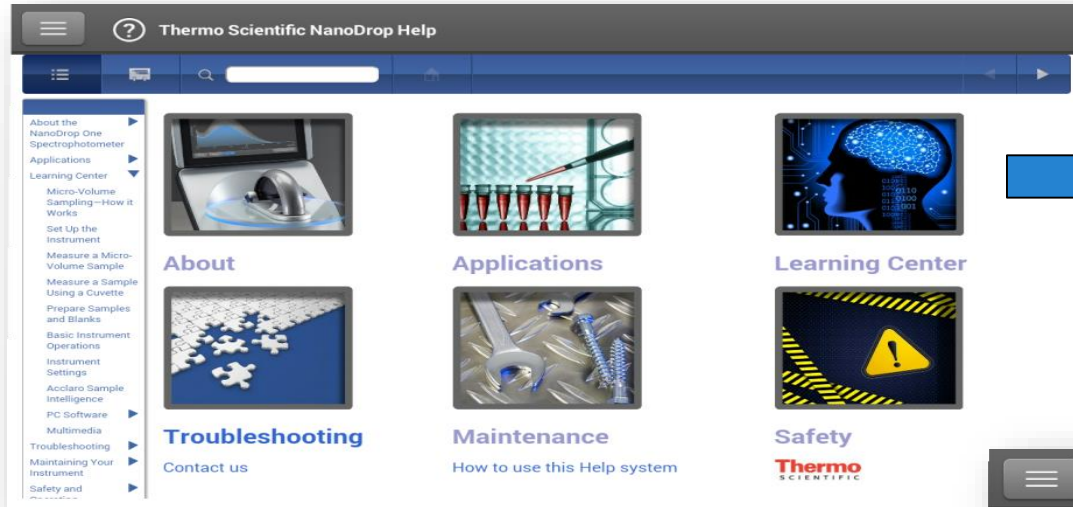 Thermo Scientific NanoDrop Help
About the
NanoDrop One
Spectrophotometer
Applications
Learning Center
Micro-Volume
Sampling—How it
Works
Set Up the
Instrument
Measure a Micro-
Volume Sample
Measure a Sample
Using a Cuvette
Prepare Samples
and Blanks
Basic Instrument
Operations
Instrument
Settings
Acclaro Sample
Intelligence
PC Software
Multimedia
Troubleshooting
Maintaining Your
Instrument
Safety and
About
Applications
Learning Center
Troubleshooting
Maintenance
Safety
Contact us
How to use this Help system
Thermo
SCIENTIFIC